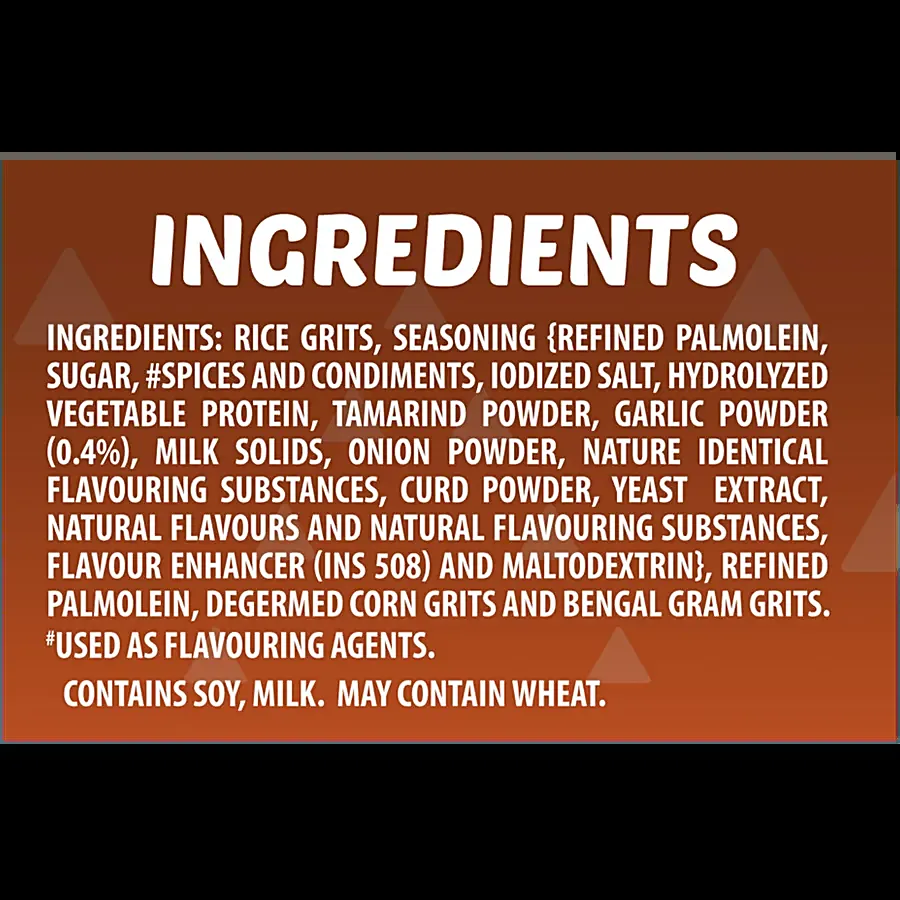 INGREDIENTS
INGREDIENTS: RICE GRITS, SEASONING {REFINED PALMOLEIN,
SUGAR, #SPICES AND CONDIMENTS, IODIZED SALT, HYDROLYZED
VEGETABLE PROTEIN, TAMARIND POWDER, GARLIC POWDER
(0.4%), MILK SOLIDS, ONION POWDER, NATURE IDENTICAL
FLAVOURING SUBSTANCES, CURD POWDER, YEAST EXTRACT,
NATURAL FLAVOURS AND NATURAL FLAVOURING SUBSTANCES,
FLAVOUR ENHANCER (INS 508) AND MALTODEXTRIN}, REFINED
PALMOLEIN, DEGERMED CORN GRITS AND BENGAL GRAM GRITS.
#USED AS FLAVOURING AGENTS.
CONTAINS SOY, MILK. MAY CONTAIN WHEAT.